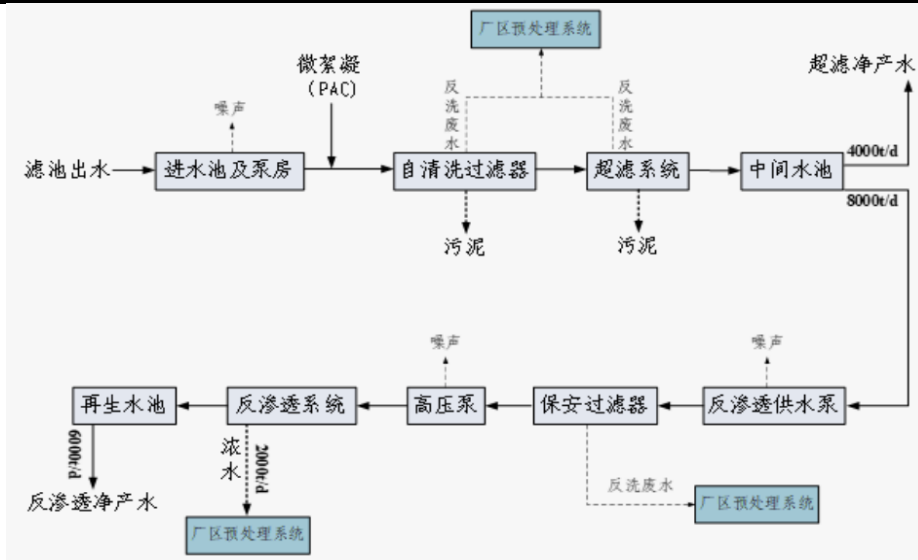 厂区预处理系统
微絮凝
(PAC)
超滤净产水
噪声
反洗废水
反洗废水
滤池出水
进水池及泵房
自清洗过滤器
超滤系统
中间水池
4000t/d
8000t/d
污泥
污泥
噪声
噪声
再生水池
反渗透系统
高压泵
保安过滤器
反渗透供水泵
6000t/d
浓水
2000t/d
反渗透净产水
反洗废水
厂区预处理系统
厂区预处理系统